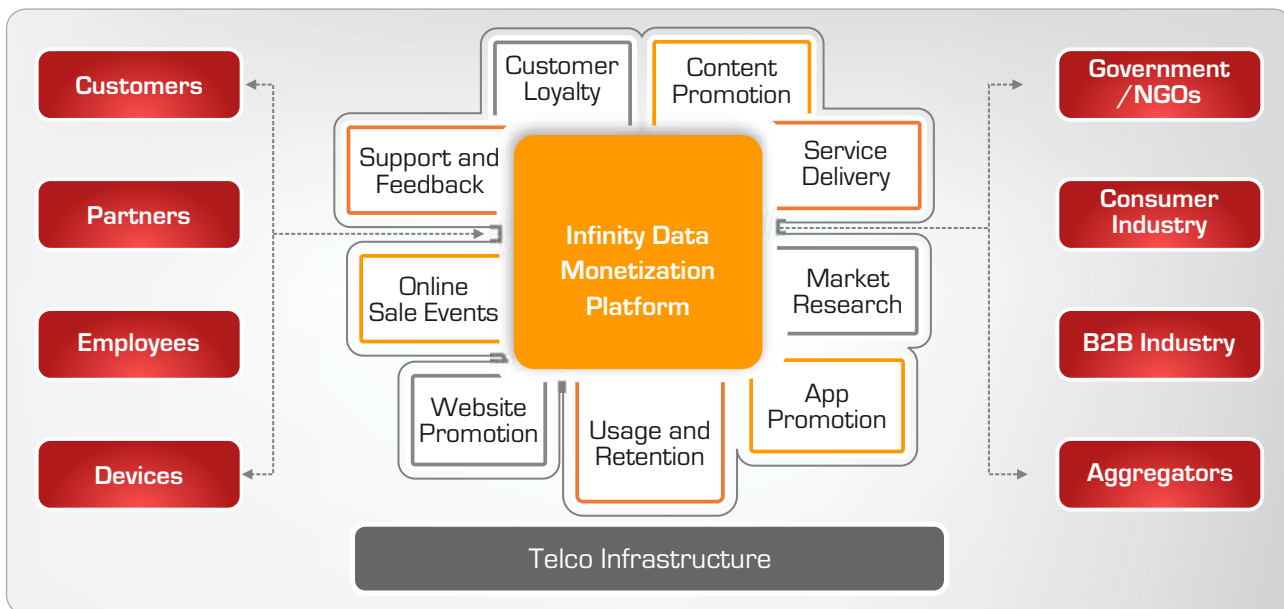 Customers
Partners
Employees
Devices
Customer
Loyalty
Content
Promotion
Support and
Feedback
Service
Delivery
Infinity Data
Monetization
Platform
Online
Sale Events
Market
Research
Website
Promotion
Usage and
Retention
App
Promotion
Government
/NGOs
Consumer
Industry
B2B Industry
Aggregators
Telco Infrastructure